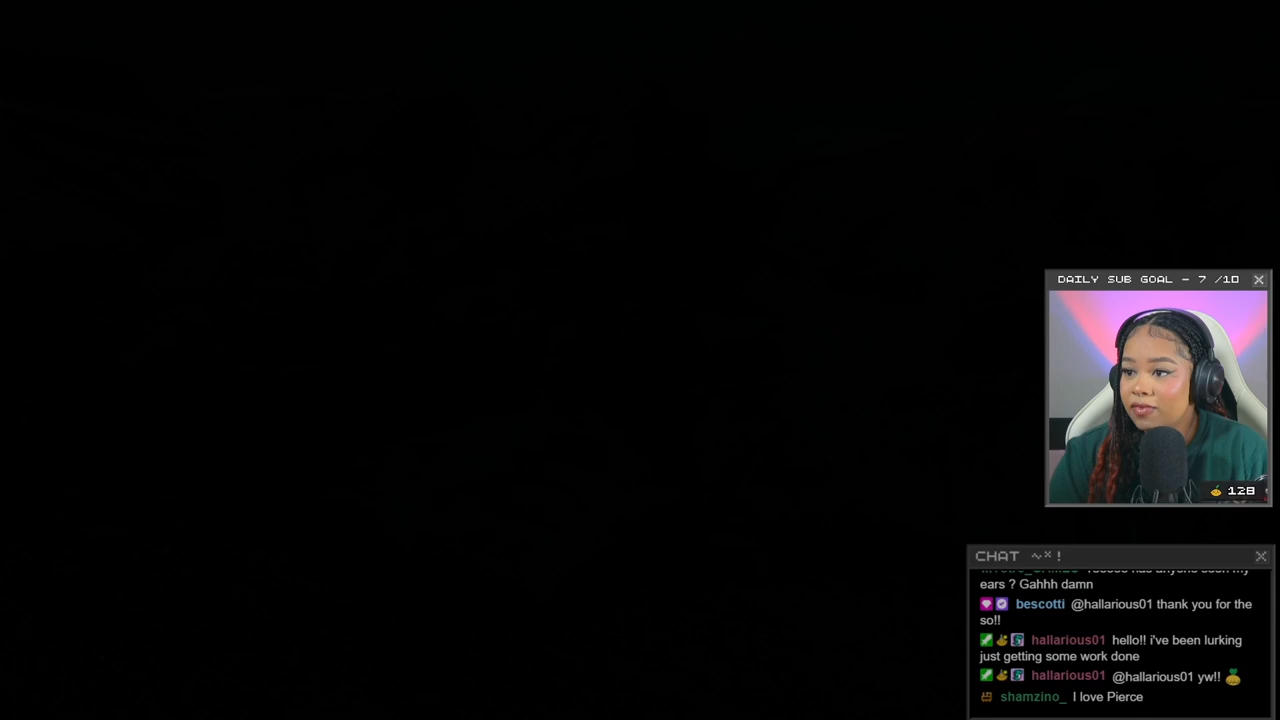 DAILY SUB GOAL - 7 /10
128
CHAT ~× !
ears ? Gahhh damn
bescotti @hallarious01 thank you for the
so!!
hallarious01 hello!! i've been lurking
just getting some work done
hallarious01 @hallarious01 yw!!
shamzino_ I love Pierce